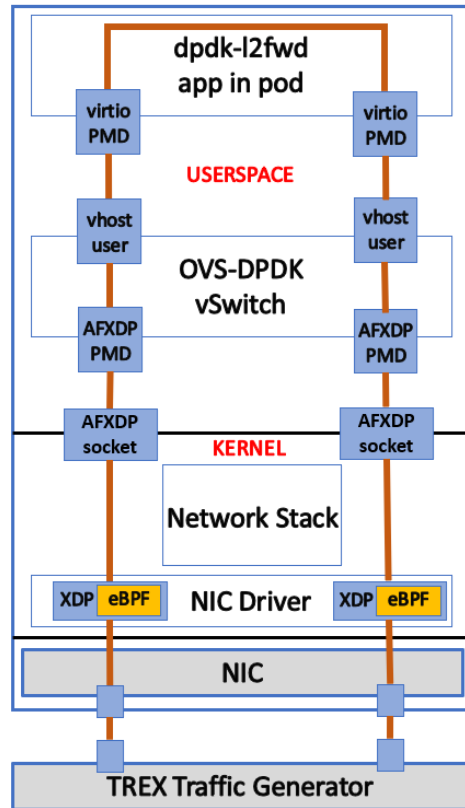 dpdk-l2fwd
app in pod
virtio
PMD
virtio
PMD
USERSPACE
vhost
user
vhost
user
OVS-DPDK
vSwitch
AFXDP
PMD
AFXDP
PMD
AFXDP
socket
AFXDP
socket
KERNEL
Network Stack
XDP eBPF
NIC Driver
XDP eBPF
NIC
TREX Traffic Generator